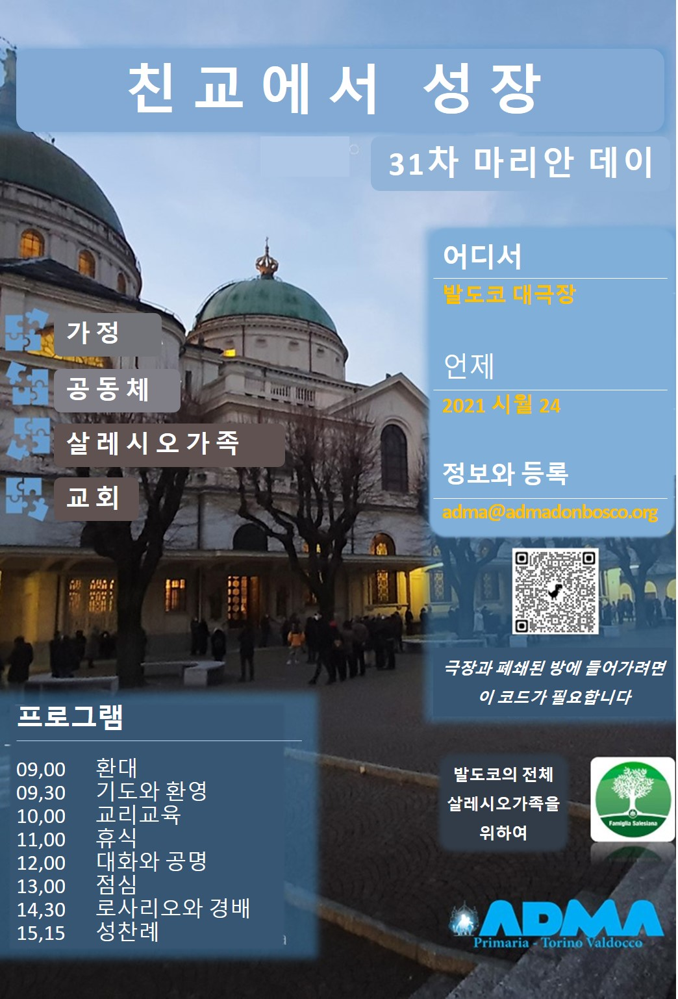 친교에서 성장
31차 마리안 데이
어디서
발도코 대극장
언제
2021 시월 24
정보와 등록
adma@admadonbosco.org
가정
공동체
살레시오가족
교회
극장과 폐쇄된 방에 들어가려면
이 코드가 필요합니다
프로그램
09,00 환대
09,30 기도와 환영
10,00 교리교육
11,00 휴식
12,00 대화와 공명
13,00 점심
14,30 로사리오와 경배
15,15 성찬례
발도코의 전체
살레시오가족을
위하여
Famiglia Salesiana
ADMA
Primaria - Torino Valdocco